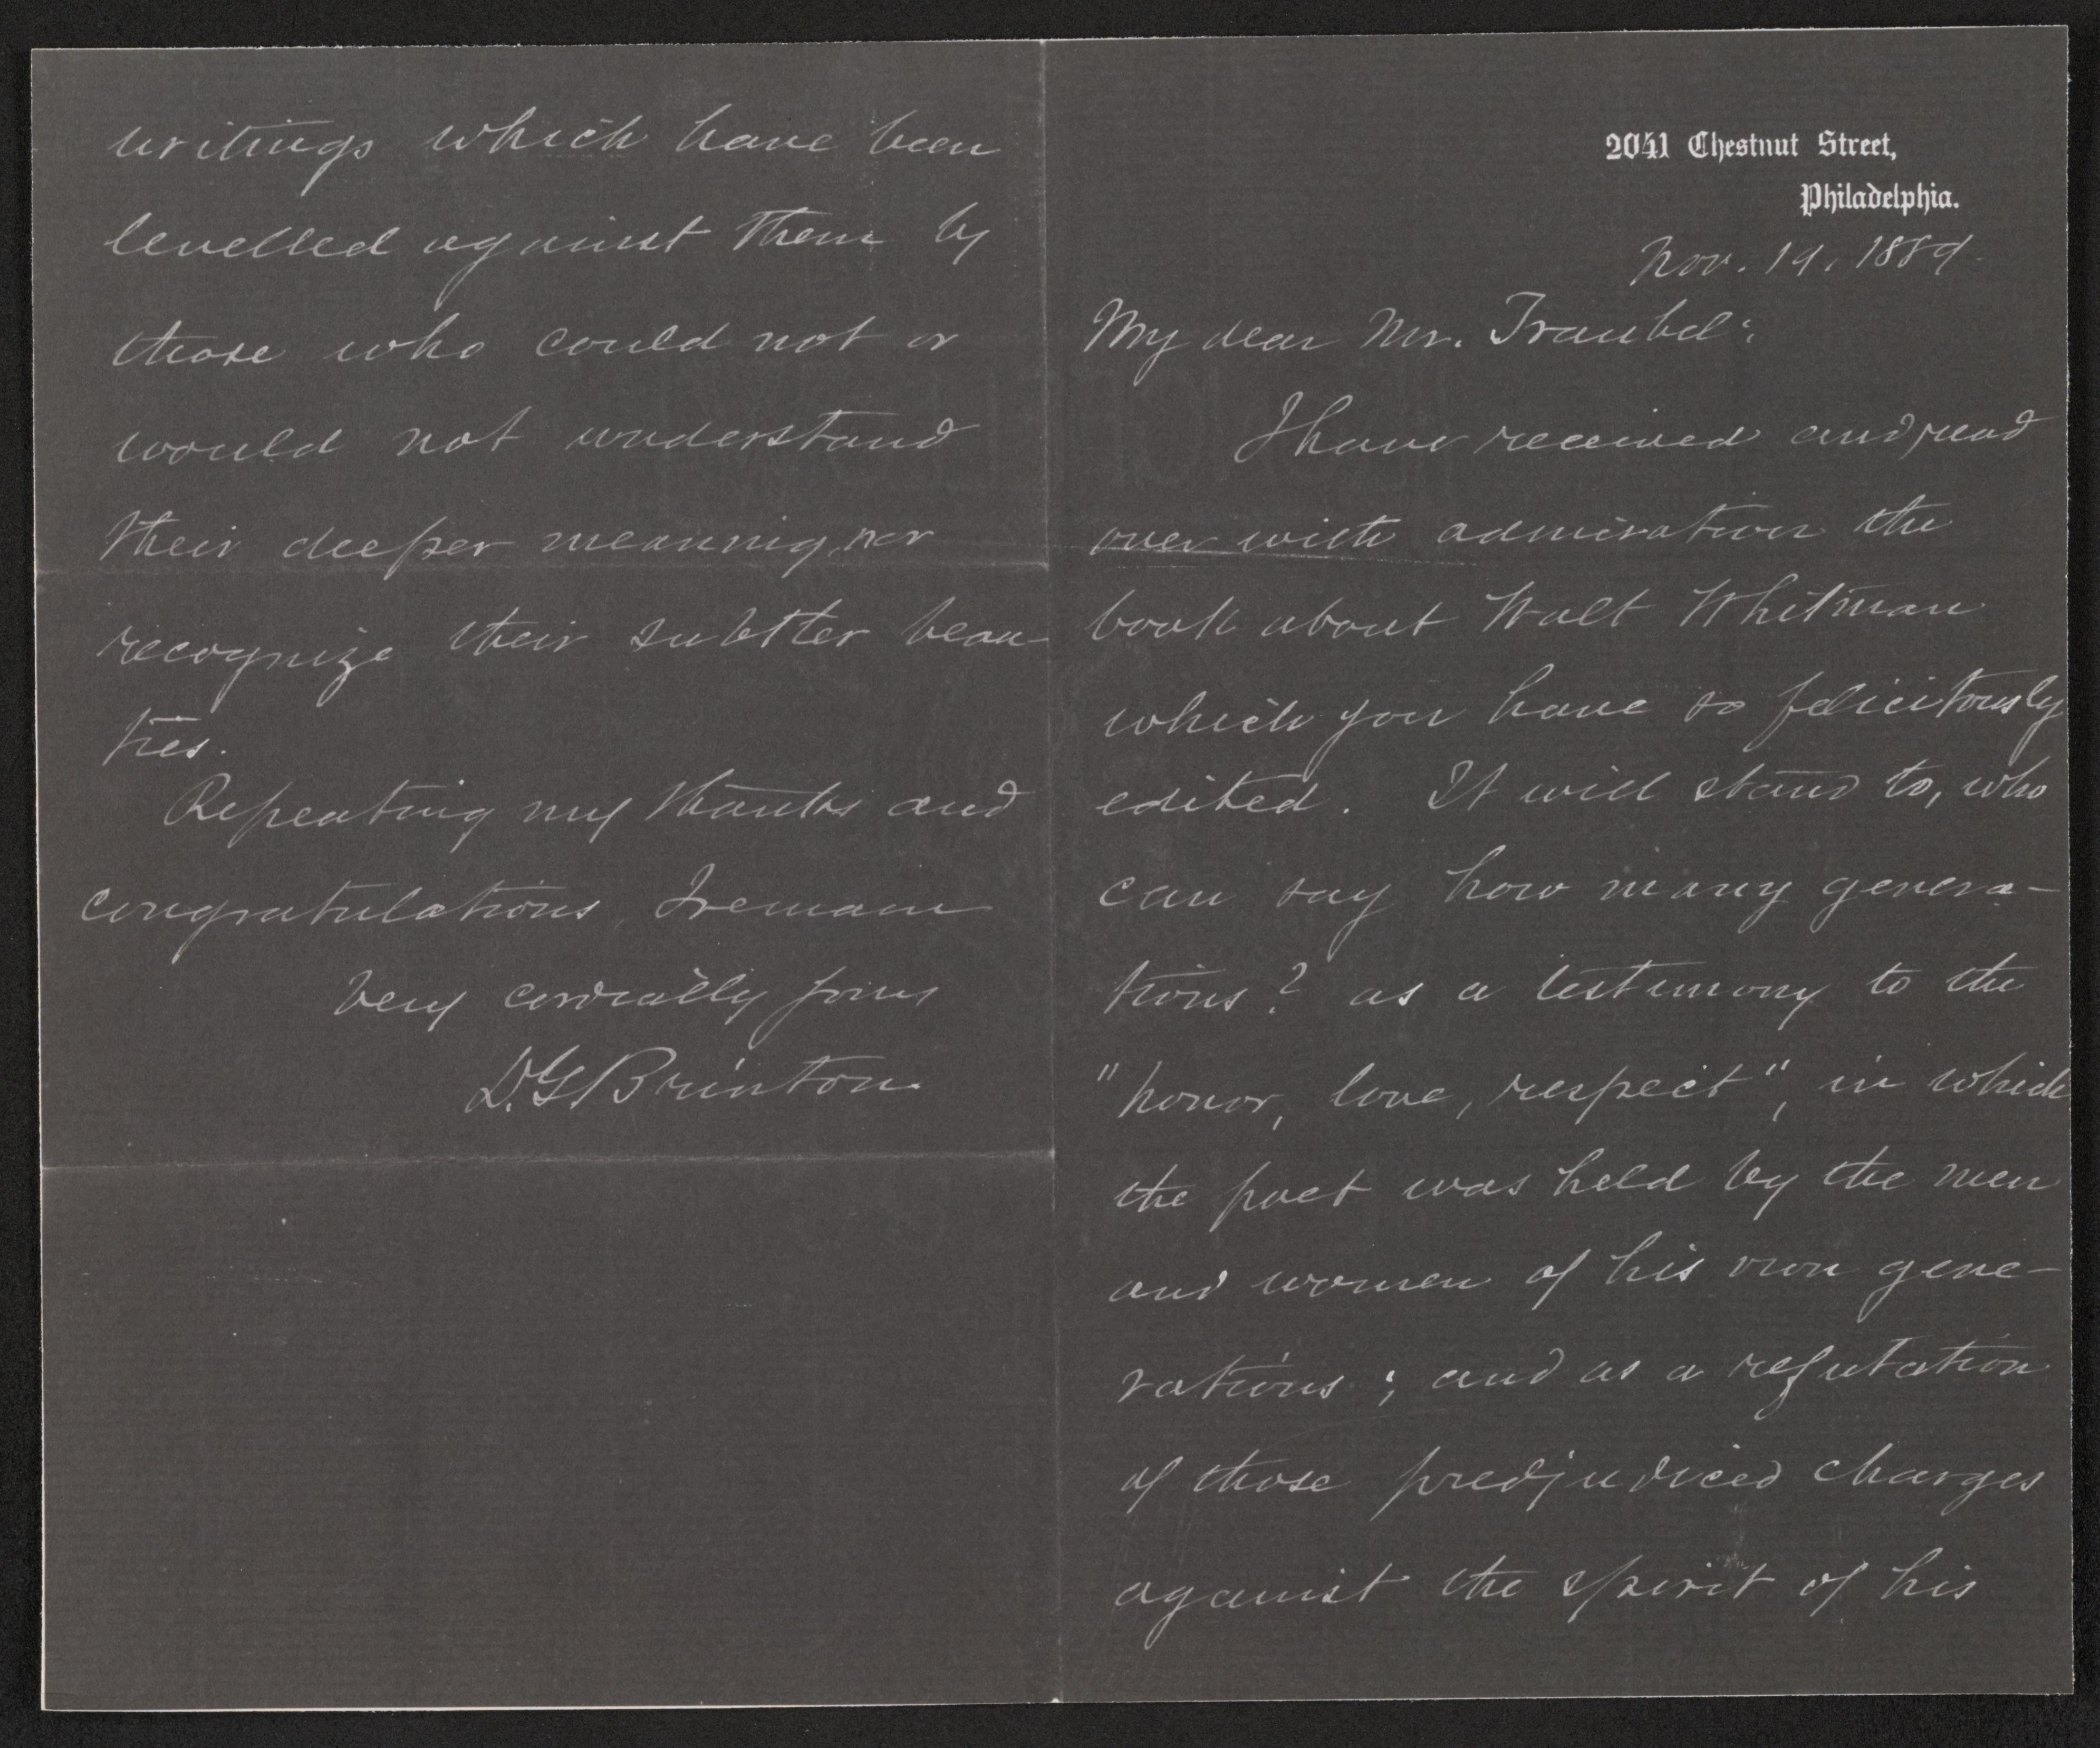 2041 Chestnut Street,
Philadelphia.
Nov. 19, 1889.
My dear Mr. Traubel:
I have received and read
over with admiration the
book about Walt Whitman
which you have so felicitously
edited. It will stand to, who
can say how many genera-
tions? as a testimony to the
"honor, love, respect", in which
the poet was held by the men
and women of his own gene-
rations; and as a refutation
of those predjudiced charges
against the spirit of his
writings which have been
levelled against them by
those who could not or
would not understand
their deeper meaning, nor
recognize their subtler beau-
ties.
Repeating my thanks and
congratulations, I remain
Very cordially yours
D. G. Brinton.